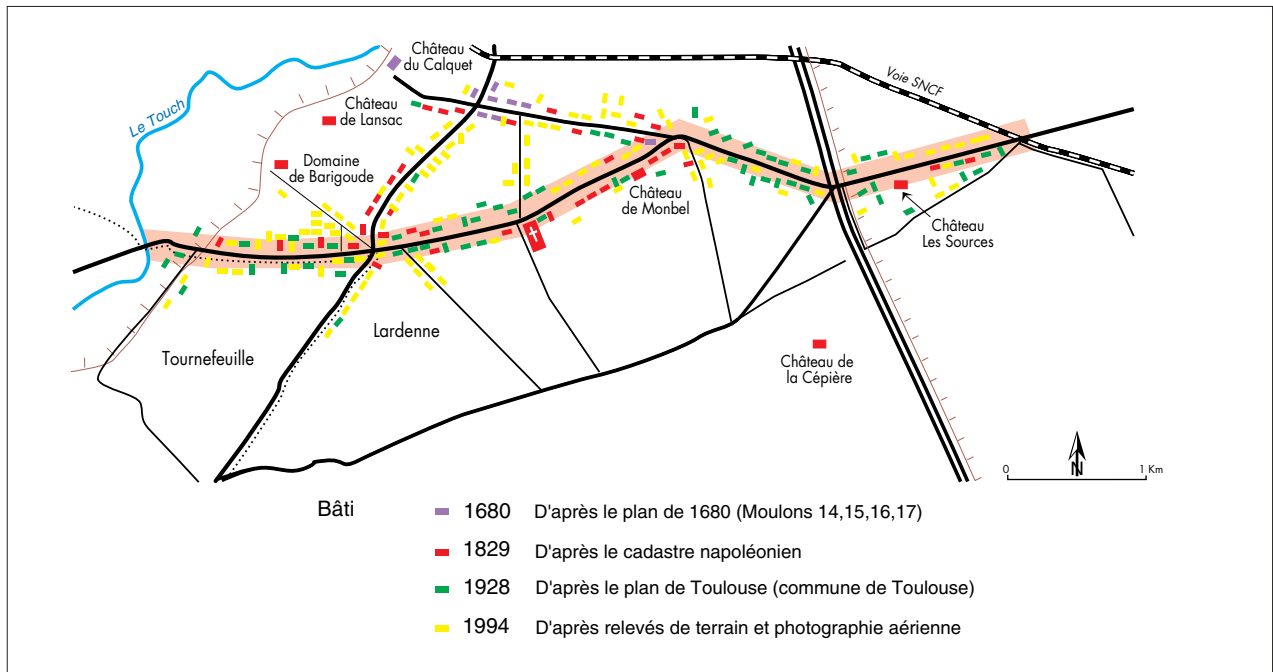 Château
du Calquet
Voie SNCF
Le Touch
Château
de Lansac
Domaine
de Barigoude
Château
de Monbel
Château
Les Sources
Lardenne
Tournefeuille
Château de
la Cépière
N
0 1 Km
Bâti
1680 D'après le plan de 1680 (Moulons 14,15,16,17)
1829 D'après le cadastre napoléonien
1928 D'après le plan de Toulouse (commune de Toulouse)
1994 D'après relevés de terrain et photographie aérienne